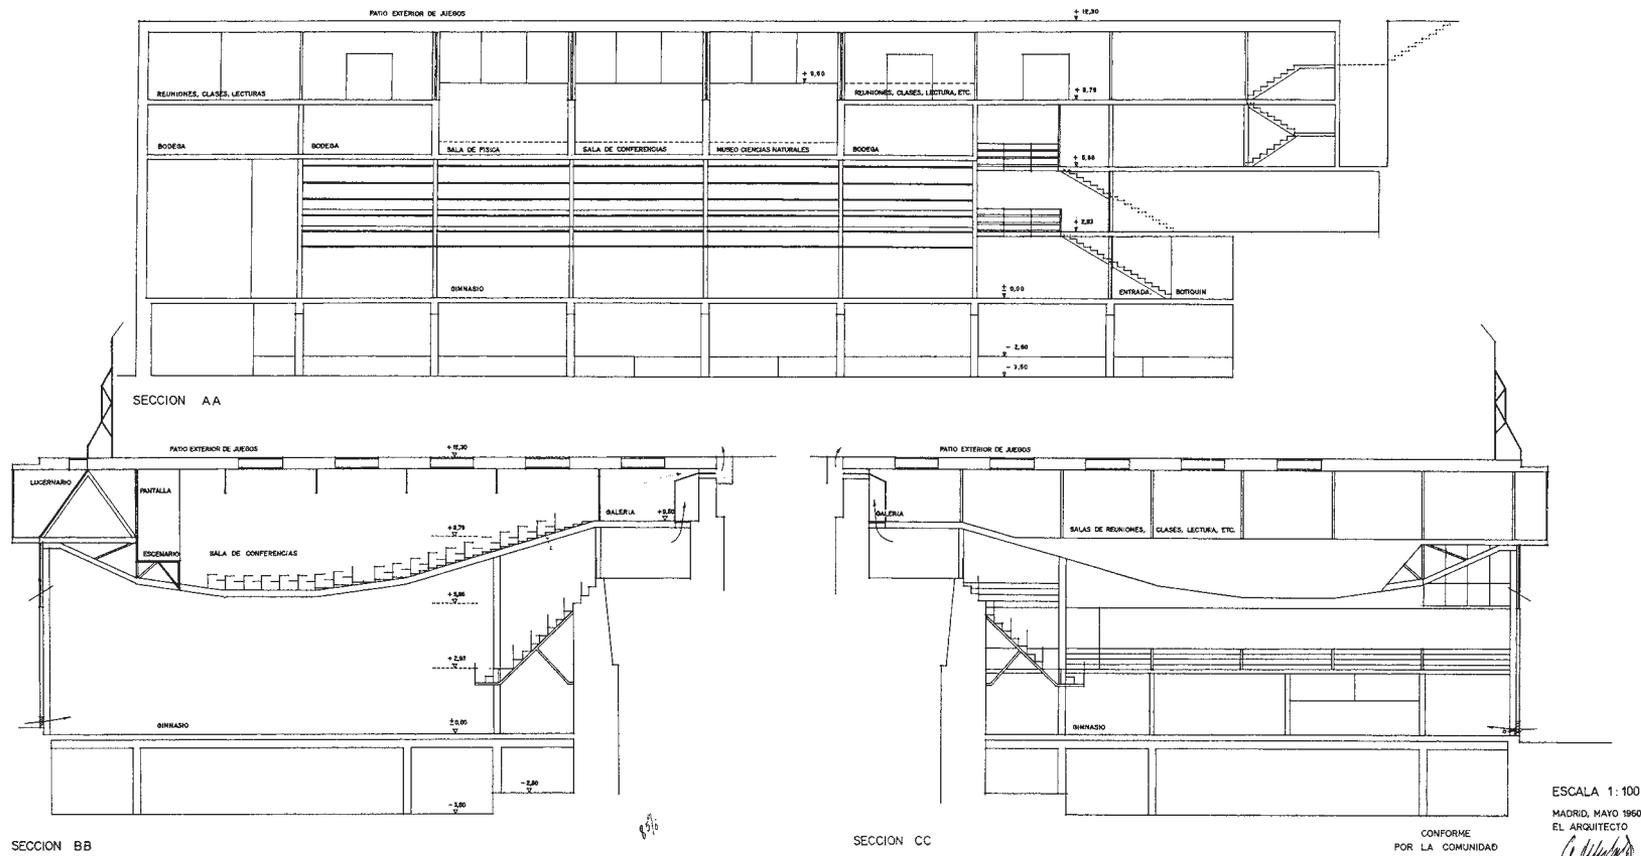 PATIO EXTERIOR DE JUEGOS
+ 12,30
+ 9,60
REUNIONES, CLASES, LECTURAS
REUNIONES, CLASES, LECTURA, ETC.
+ 8,79
BODEGA
BODEGA
SALA DE FISICA
SALA DE CONFERENCIAS
MUSEO CIENCIAS NATURALES
BODEGA
+ 5,86
+ 2,93
GIMNASIO
± 0,00
ENTRADA,
BOTIQUIN
- 2,60
- 3,50
SECCION AA
PATIO EXTERIOR DE JUEGOS
+ 12,30
LUCERNARIO
PANTALLA
GALERIA
+ 9,60
+ 8,79
ESCENARIO
SALA DE CONFERENCIAS
+ 5,86
+ 2,93
GIMNASIO
± 0,00
- 2,60
- 3,50
SECCION BB
PATIO EXTERIOR DE JUEGOS
GALERIA
SALAS DE REUNIONES,
CLASES, LECTURA, ETC.
GIMNASIO
SECCION CC
ESCALA 1:100
MADRID, MAYO 1960
EL ARQUITECTO
CONFORME
POR LA COMUNIDAD